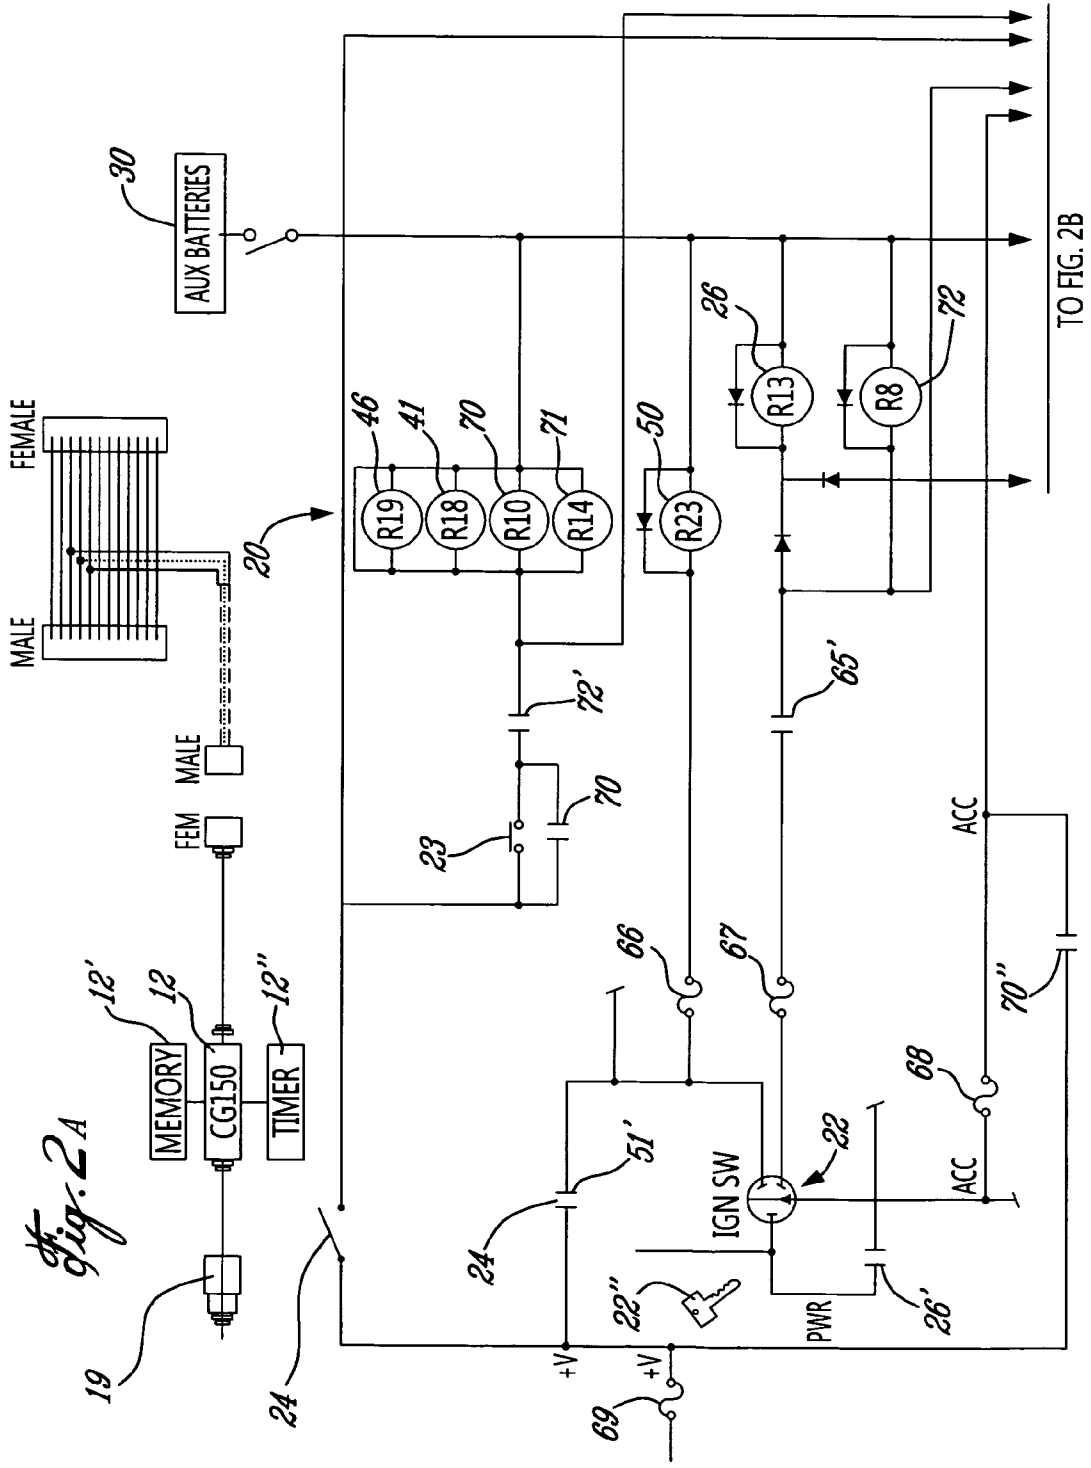 Fig. 2A
19
MEMORY
12'
CG150
12
TIMER
12"
FEM
MALE
MALE
FEMALE
AUX BATTERIES
30
20
24
R19
46
R18
41
R10
70
R14
71
72'
23
70
R23
50
66
24
51'
R13
26
R8
72
65'
67
IGN SW
22
22"
PWR
26'
+V
+V
69
ACC
68
ACC
70"
TO FIG. 2B